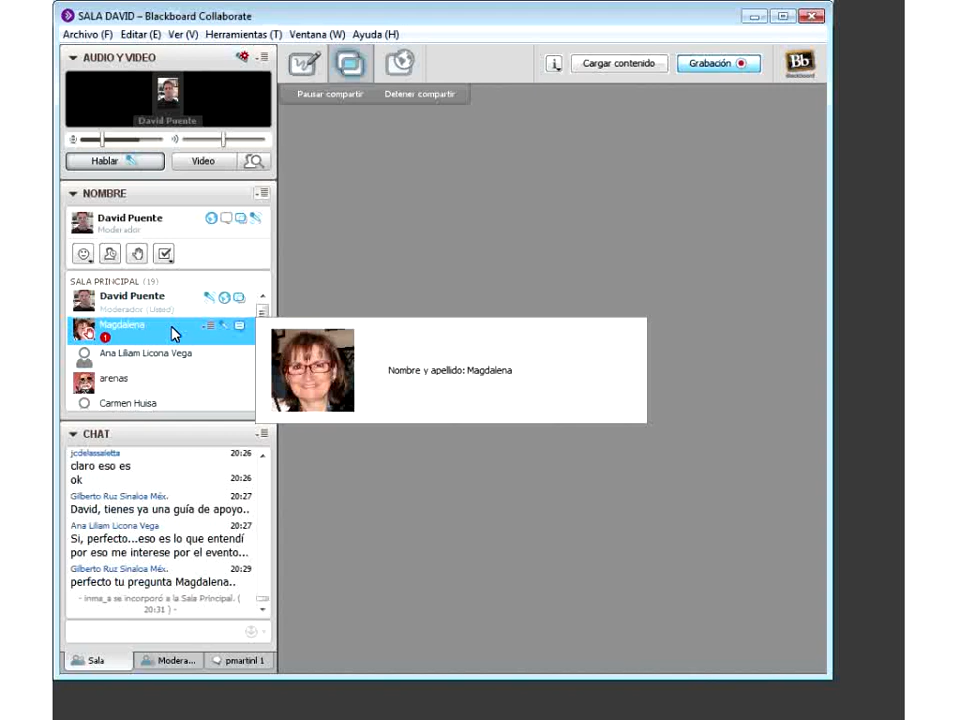 SALA DAVID – Blackboard Collaborate
Archivo (F) Editar (E) Ver (V) Herramientas (T) Ventana (W) Ayuda (H)
AUDIO Y VIDEO
Cargar contenido
Grabación
Bb
Blackboard
Pausar compartir Detener compartir
David Puente
Hablar
Video
NOMBRE
David Puente
Moderador
SALA PRINCIPAL (19)
David Puente
Moderador (Usted)
Magdalena
1
Nombre y apellido: Magdalena
Ana Liliam Licona Vega
arenas
Carmen Huisa
CHAT
jcdelassaletta 20:26
claro eso es
ok 20:26
Gilberto Ruz Sinaloa Méx. 20:27
David, tienes ya una guía de apoyo..
Ana Liliam Licona Vega 20:27
Si, perfecto...eso es lo que entendí
por eso me interese por el evento...
Gilberto Ruz Sinaloa Méx. 20:29
perfecto tu pregunta Magdalena..
- inma_a se incorporó a la Sala Principal. (
20:31 ) -
Sala
Modera...
pmartinl 1